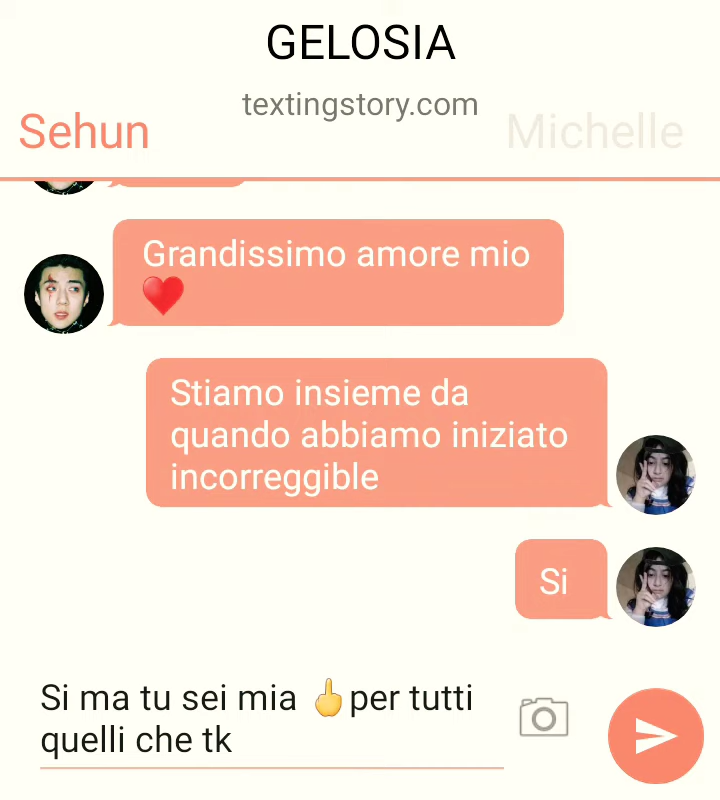 GELOSIA
textingstory.com
Sehun
Michelle
Grandissimo amore mio
❤️
Stiamo insieme da
quando abbiamo iniziato
incorreggible
Si
Si ma tu sei mia 🖕per tutti
quelli che tk